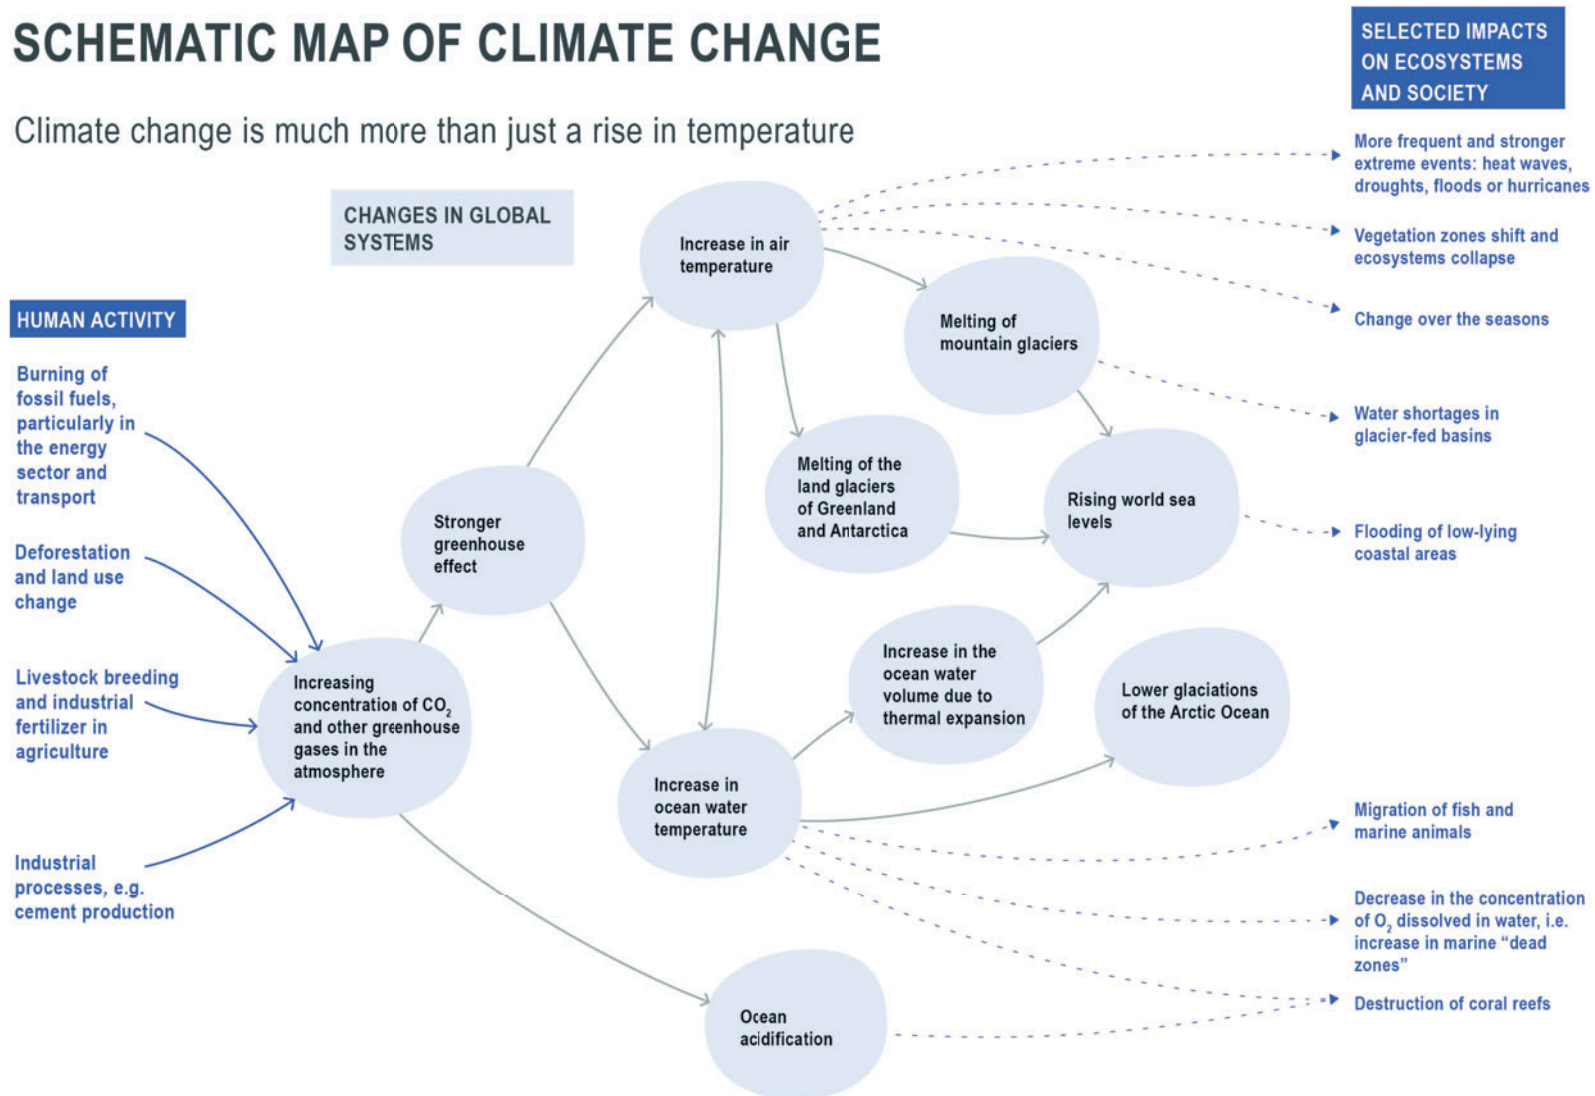 SCHEMATIC MAP OF CLIMATE CHANGE
Climate change is much more than just a rise in temperature
CHANGES IN GLOBAL
SYSTEMS
HUMAN ACTIVITY
Burning of
fossil fuels,
particularly in
the energy
sector and
transport
Deforestation
and land use
change
Livestock breeding
and industrial
fertilizer in
agriculture
Industrial
processes, e.g.
cement production
Increasing
concentration of CO₂
and other greenhouse
gases in the
atmosphere
Stronger
greenhouse
effect
Increase in air
temperature
Melting of
mountain glaciers
Melting of the
land glaciers
of Greenland
and Antarctica
Rising world sea
levels
Increase in the
ocean water
volume due to
thermal expansion
Lower glaciations
of the Arctic Ocean
Increase in
ocean water
temperature
Ocean
acidification
SELECTED IMPACTS
ON ECOSYSTEMS
AND SOCIETY
More frequent and stronger
extreme events: heat waves,
droughts, floods or hurricanes
Vegetation zones shift and
ecosystems collapse
Change over the seasons
Water shortages in
glacier-fed basins
Flooding of low-lying
coastal areas
Migration of fish and
marine animals
Decrease in the concentration
of O₂ dissolved in water, i.e.
increase in marine “dead
zones”
Destruction of coral reefs